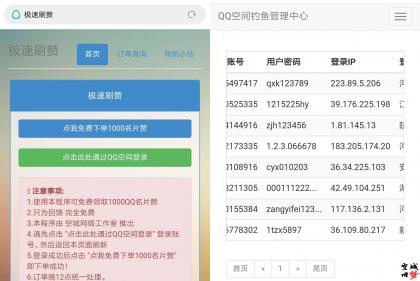 极速刷赞
极速刷赞
首页 订单查询 导航小站
极速刷赞
点我免费下单1000名片赞
点击此处通过QQ空间登录
注意事项:
1.使用本程序可免费领取1000QQ名片赞
2.只为回馈 完全免费
3.本程序由 空城网络工作室 推出
4.请先点击 "点击此处通过QQ空间登录" 登录账
号, 然后返回本页面刷新
5.登录成功后点击 "点我免费下单1000名片赞"
即下单成功!
6.订单晚12点统一处理。
QQ空间钓鱼管理中心
账号 用户密码 登录IP
5497417 qxk123789 223.89.5.206
0525335 1215225hy 39.176.225.198
4144916 zjh123456 1.81.145.13
2173335 1.2.3.066678 183.205.174.20
0108916 cyx010203 36.34.225.103
8211305 000111222... 42.49.104.251
0155384 zangyifei123... 117.136.2.131
5778302 1tzx5897 36.109.80.217
首页 « 1 » 尾页
空城
旧梦